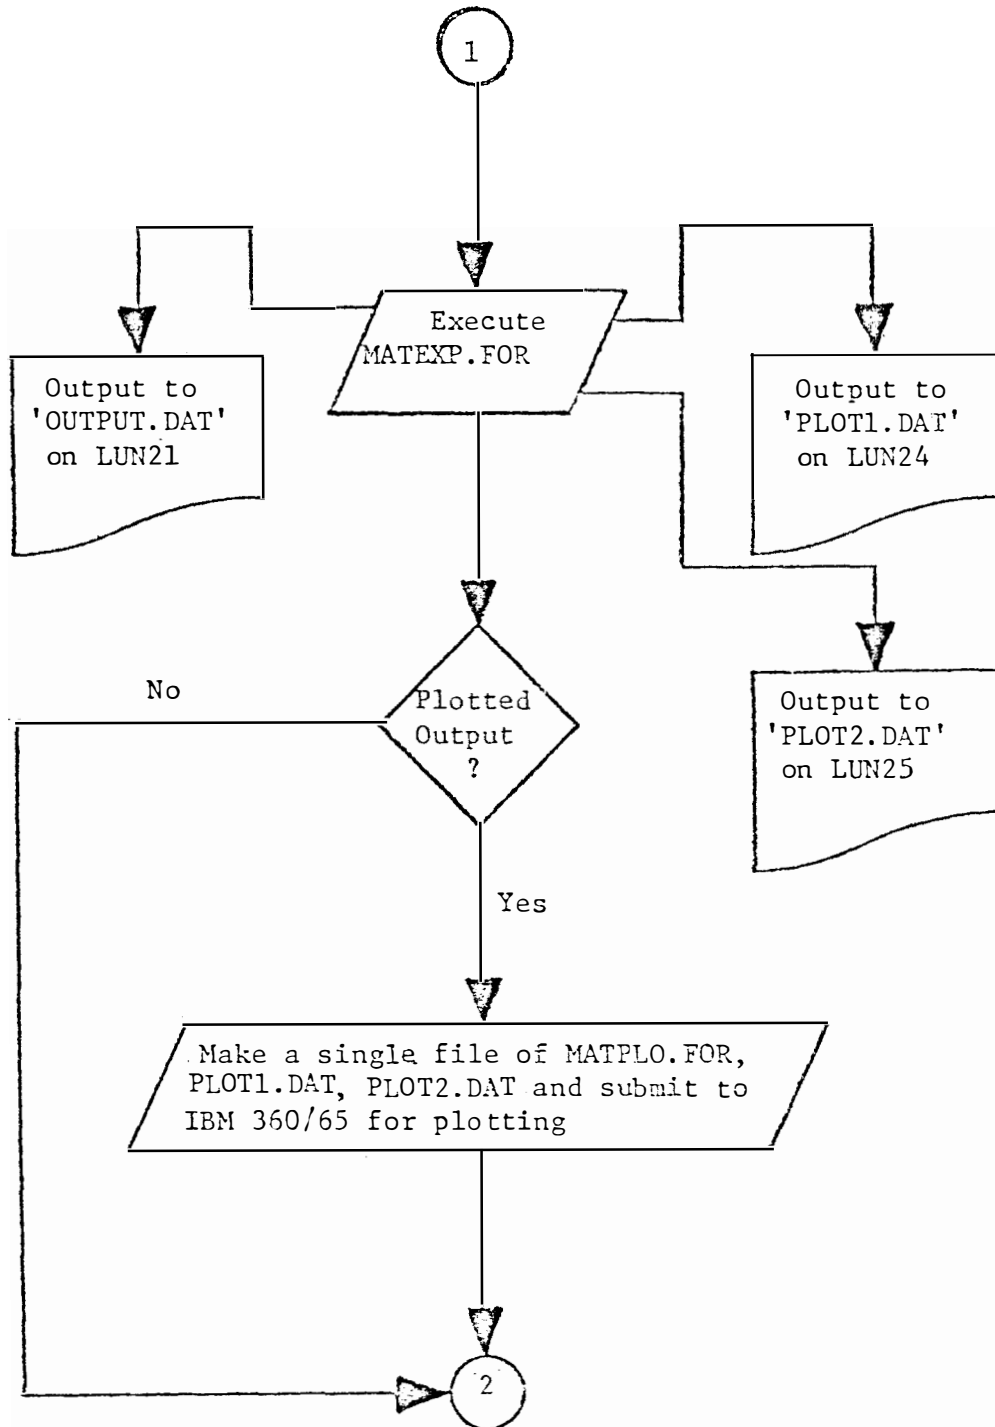 1
Execute
MATEXP.FOR
Output to
'OUTPUT.DAT'
on LUN21
Output to
'PLOT1.DAT'
on LUN24
Output to
'PLOT2.DAT'
on LUN25
No
Plotted
Output
?
Yes
Make a single file of MATPLO.FOR,
PLOT1.DAT, PLOT2.DAT and submit to
IBM 360/65 for plotting
2